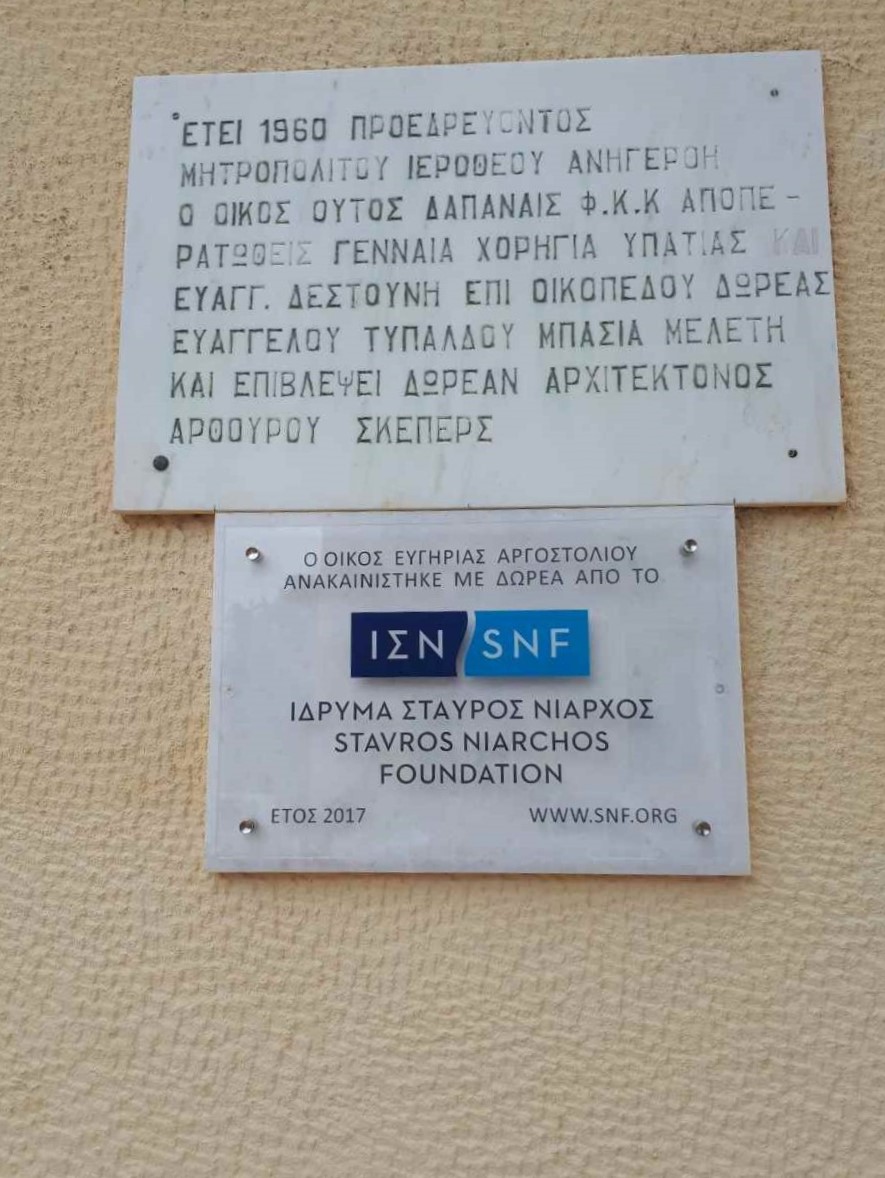 ΕΤΕΙ 1960 ΠΡΟΕΔΡΕΥΟΝΤΟΣ
ΜΗΤΡΟΠΟΛΙΤΟΥ ΙΕΡΟΘΕΟΥ ΑΝΗΓΕΡΘΗ
Ο ΟΙΚΟΣ ΟΥΤΟΣ ΔΑΠΑΝΑΙΣ Φ.Κ.Κ ΑΠΟΠΕ -
ΡΑΤΩΘΕΙΣ ΓΕΝΝΑΙΑ ΧΟΡΗΓΙΑ ΥΠΑΤΙΑΣ ΚΑΙ
ΕΥΑΓΓ. ΔΕΣΤΟΥΝΗ ΕΠΙ ΟΙΚΟΠΕΔΟΥ ΔΩΡΕΑΣ
ΕΥΑΓΓΕΛΟΥ ΤΥΠΑΛΔΟΥ ΜΠΑΣΙΑ ΜΕΛΕΤΗ
ΚΑΙ ΕΠΙΒΛΕΨΕΙ ΔΩΡΕΑΝ ΑΡΧΙΤΕΚΤΟΝΟΣ
ΑΡΘΟΥΡΟΥ ΣΚΕΠΕΡΣ
Ο ΟΙΚΟΣ ΕΥΓΗΡΙΑΣ ΑΡΓΟΣΤΟΛΙΟΥ
ΑΝΑΚΑΙΝΙΣΤΗΚΕ ΜΕ ΔΩΡΕΑ ΑΠΟ ΤΟ
ΙΣΝ SNF
ΙΔΡΥΜΑ ΣΤΑΥΡΟΣ ΝΙΑΡΧΟΣ
STAVROS NIARCHOS
FOUNDATION
ΕΤΟΣ 2017 WWW.SNF.ORG